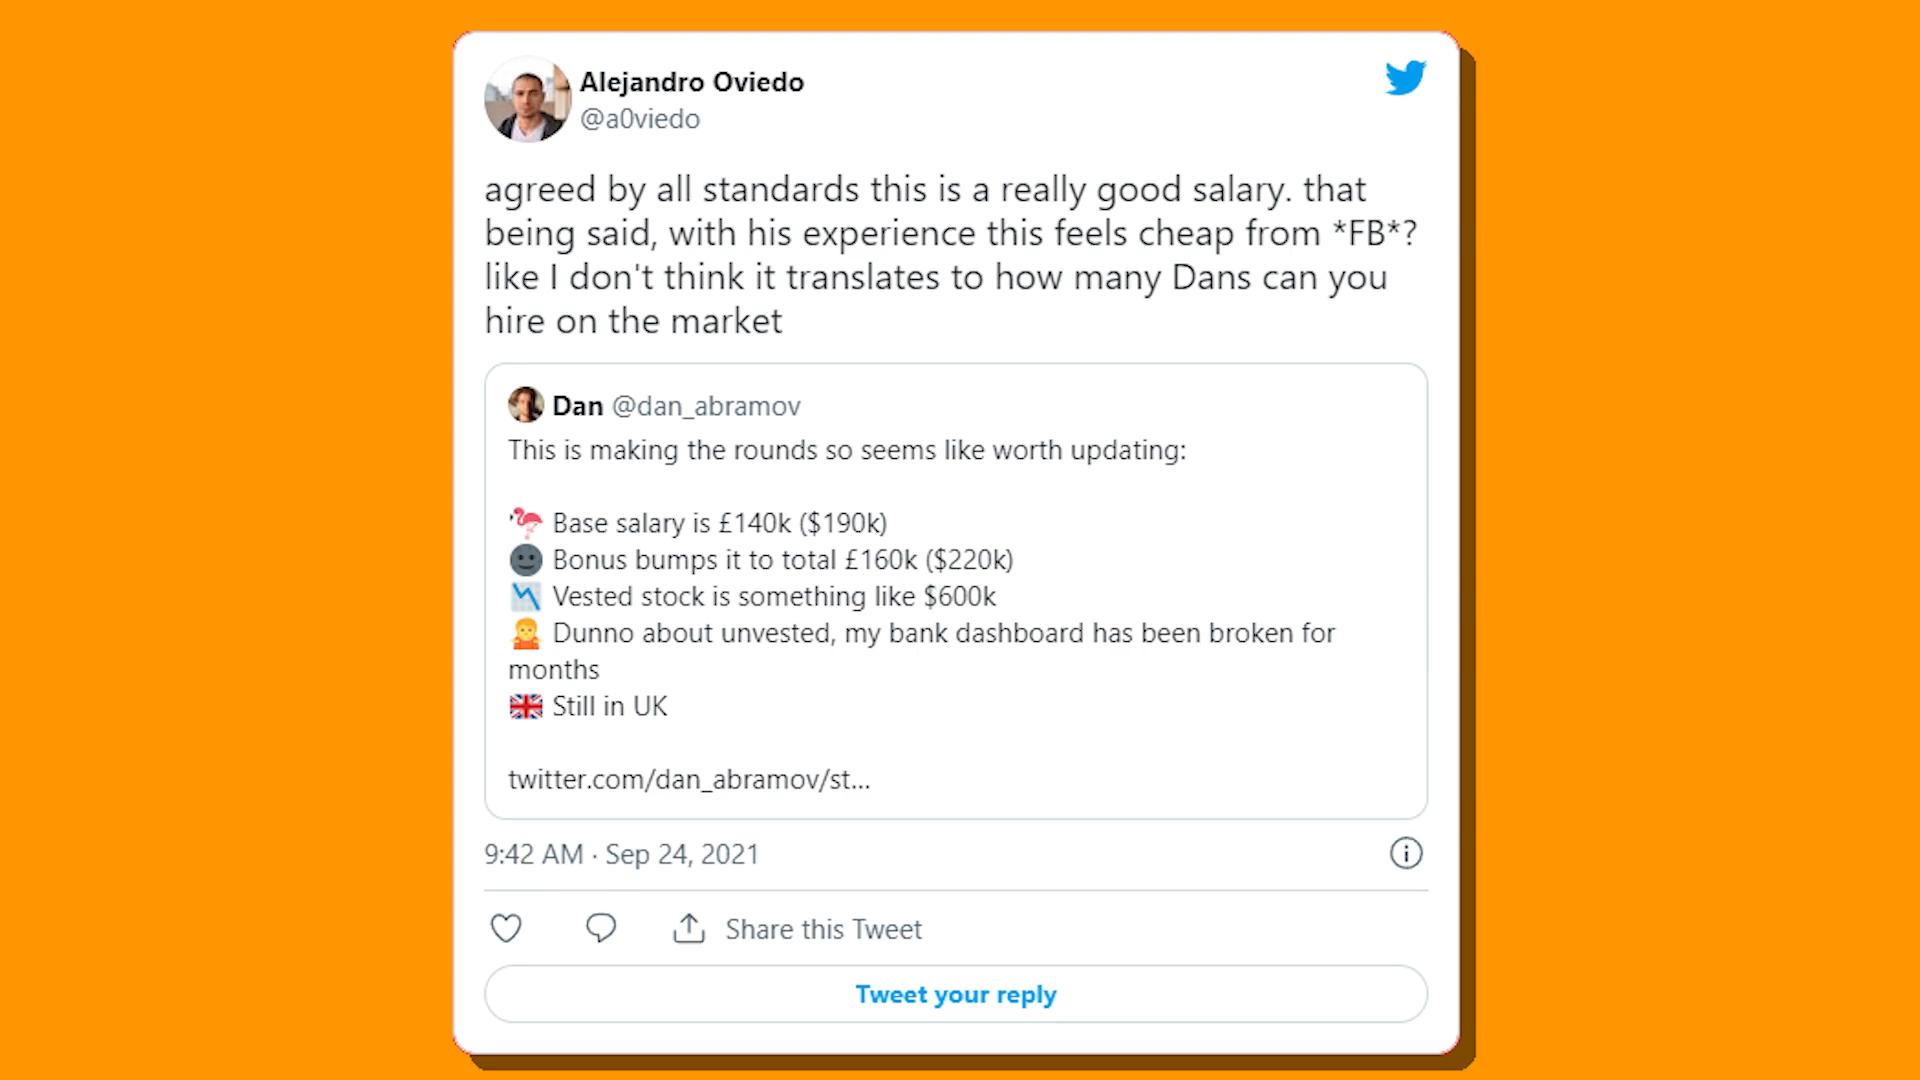 Alejandro Oviedo
@a0viedo
agreed by all standards this is a really good salary. that
being said, with his experience this feels cheap from *FB*?
like I don't think it translates to how many Dans can you
hire on the market
Dan @dan_abramov
This is making the rounds so seems like worth updating:
🦩 Base salary is £140k ($190k)
🌚 Bonus bumps it to total £160k ($220k)
📉 Vested stock is something like $600k
🤷 Dunno about unvested, my bank dashboard has been broken for
months
🇬🇧 Still in UK
twitter.com/dan_abramov/st...
9:42 AM · Sep 24, 2021
Share this Tweet
Tweet your reply